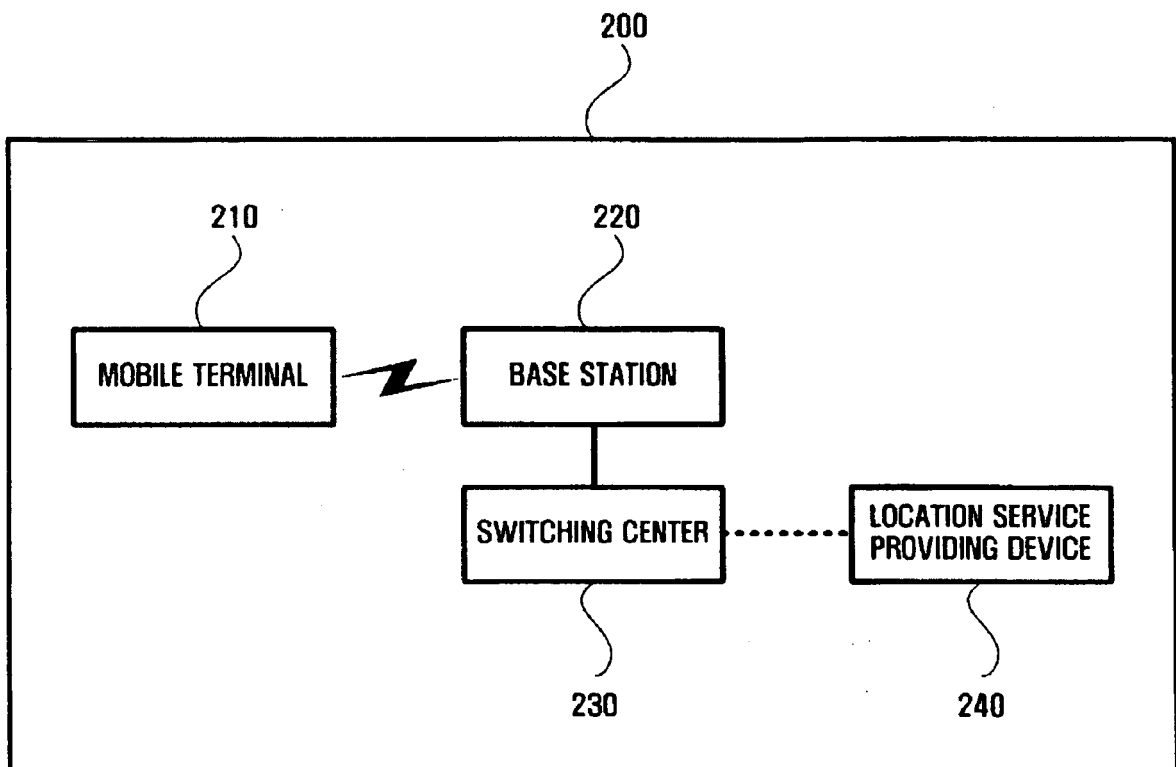 200
210
220
MOBILE TERMINAL
BASE STATION
SWITCHING CENTER
LOCATION SERVICE
PROVIDING DEVICE
230
240